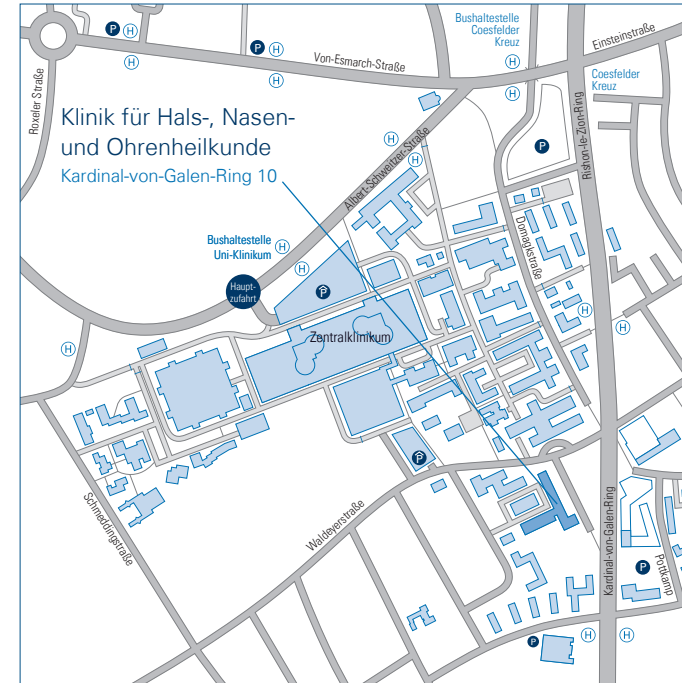 P
H
H
P
H
H
Bushaltestelle
Coesfelder
Kreuz
H
H
Einsteinstraße
Coesfelder
Kreuz
H
Von-Esmarch-Straße
Roxeler Straße
Klinik für Hals-, Nasen-
und Ohrenheilkunde
Kardinal-von-Galen-Ring 10
H
H
Albert-Schweitzer-Straße
P
Rishon-le-Zion-Ring
Domagkstraße
Bushaltestelle
Uni-Klinikum
H
H
Haupt-
zufahrt
P
Zentralklinikum
H
H
H
P
Schmeddingstraße
Waldeyerstraße
Kardinal-von-Galen-Ring
P
Pottkamp
P
H
H